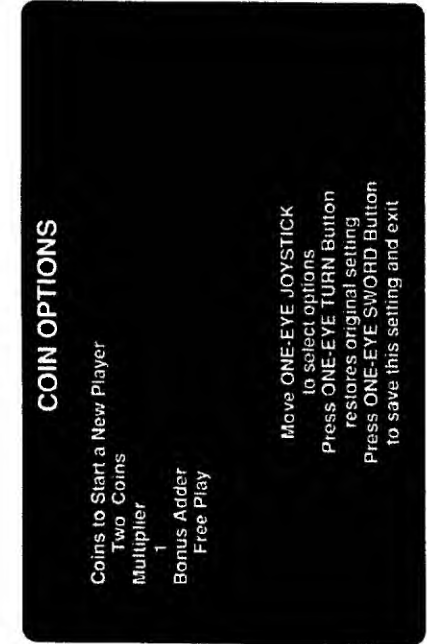 COIN OPTIONS
Coins to Start a New Player
Two Coins
Multiplier
1
Bonus Adder
Free Play
Move ONE-EYE JOYSTICK
to select options
Press ONE-EYE TURN Button
restores original setting
Press ONE-EYE SWORD Button
to save this setting and exit